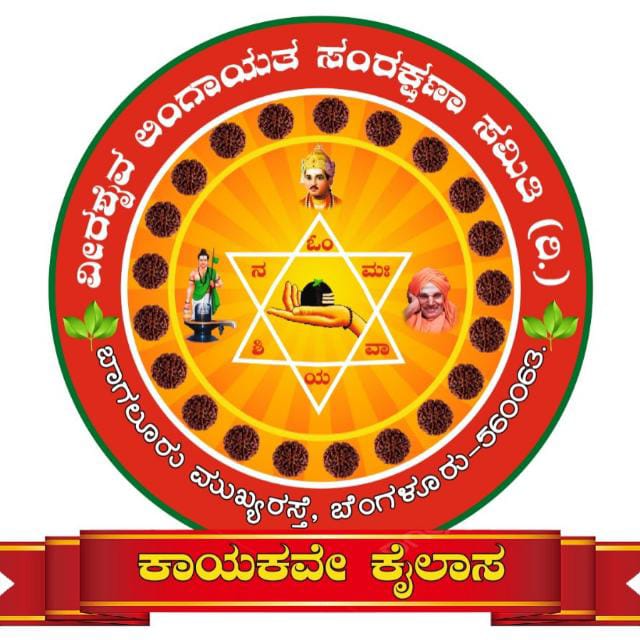 ವೀರಶೈವ ಲಿಂಗಾಯತ ಸಂರಕ್ಷಣಾ ಸಮಿತಿ (ರಿ.)
ಓಂ
ನ
ಮಃ
ಶಿ
ವಾ
ಯ
ಬಾಗಲೂರು ಮುಖ್ಯರಸ್ತೆ, ಬೆಂಗಳೂರು-560063.
ಕಾಯಕವೇ ಕೈಲಾಸ